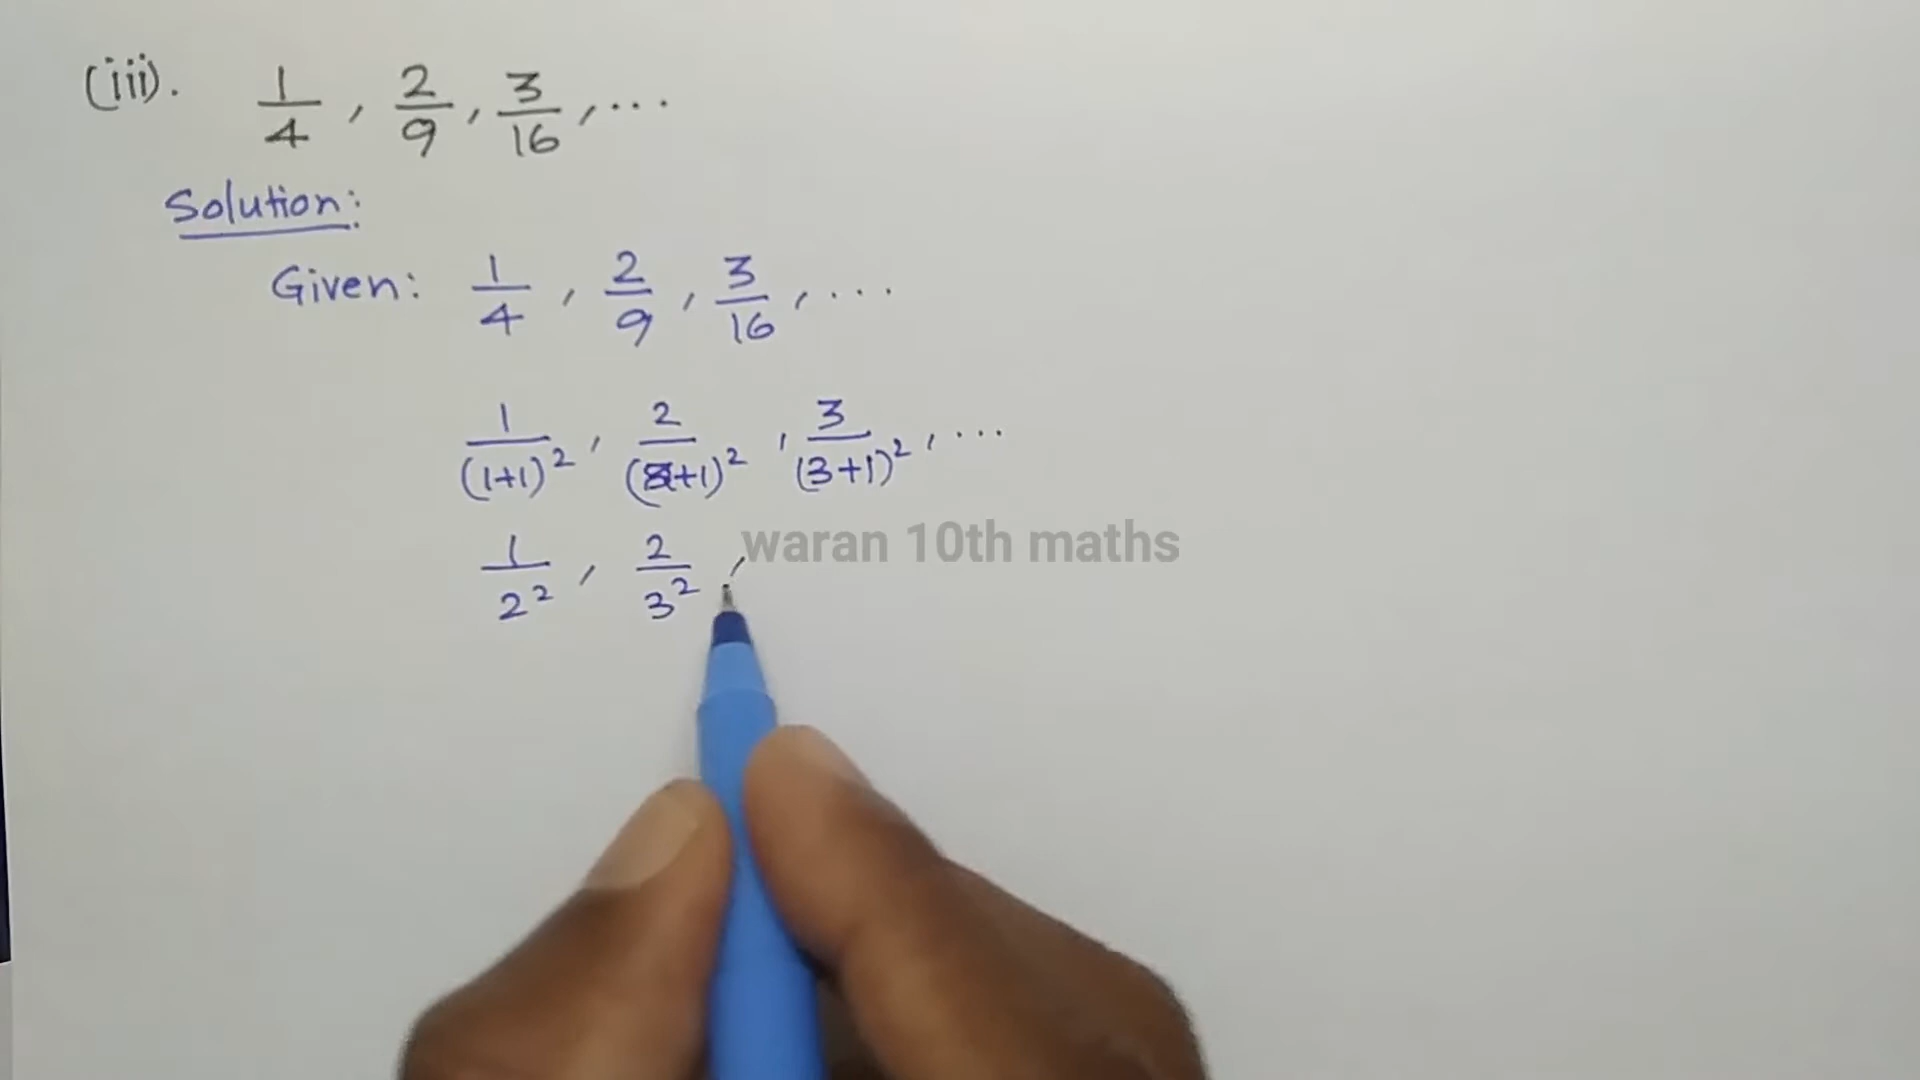 (iii). 1/4 , 2/9 , 3/16 , ...
Solution:
Given: 1/4 , 2/9 , 3/16 , ...
1/(1+1)² , 2/(2+1)² , 3/(3+1)² , ...
1/2² , 2/3² ,
waran 10th maths